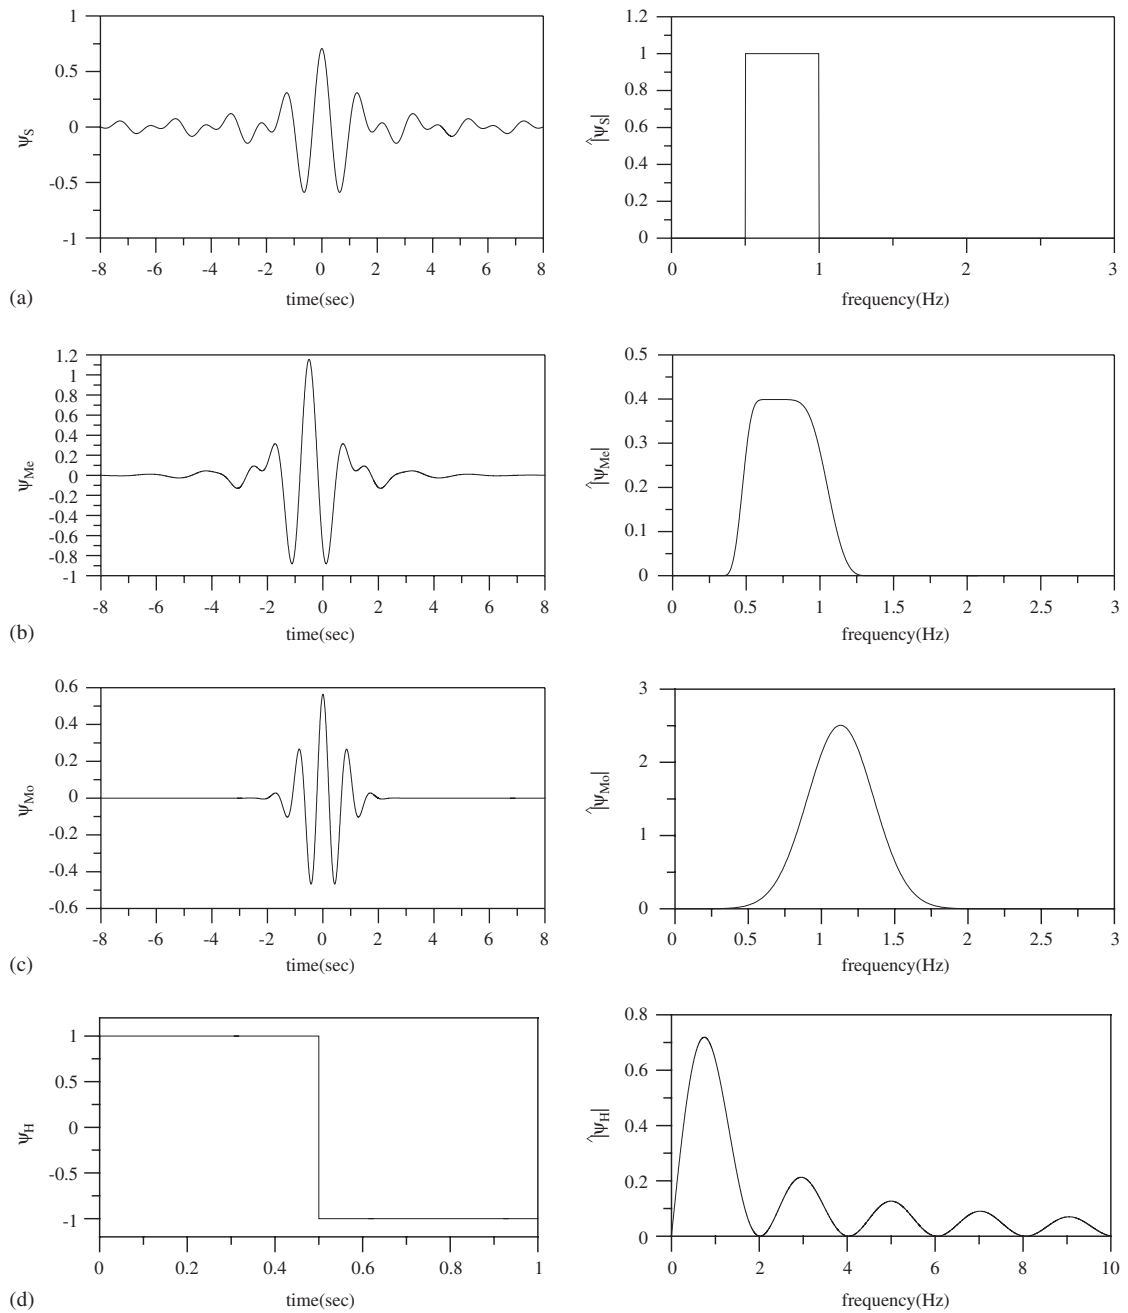 1
0.5
0
-0.5
-1
ψS
-8 -6 -4 -2 0 2 4 6 8
time(sec)
(a)
1.2
1
0.8
0.6
0.4
0.2
0
|ψ̂S|
0 1 2 3
frequency(Hz)
1.2
1
0.8
0.6
0.4
0.2
0
-0.2
-0.4
-0.6
-0.8
-1
ψMe
-8 -6 -4 -2 0 2 4 6 8
time(sec)
(b)
0.5
0.4
0.3
0.2
0.1
0
|ψ̂Me|
0 0.5 1 1.5 2 2.5 3
frequency(Hz)
0.6
0.4
0.2
0
-0.2
-0.4
-0.6
ψMo
-8 -6 -4 -2 0 2 4 6 8
time(sec)
(c)
3
2
1
0
|ψ̂Mo|
0 0.5 1 1.5 2 2.5 3
frequency(Hz)
1
0.5
0
-0.5
-1
ψH
0 0.2 0.4 0.6 0.8 1
time(sec)
(d)
0.8
0.6
0.4
0.2
0
|ψ̂H|
0 2 4 6 8 10
frequency(Hz)